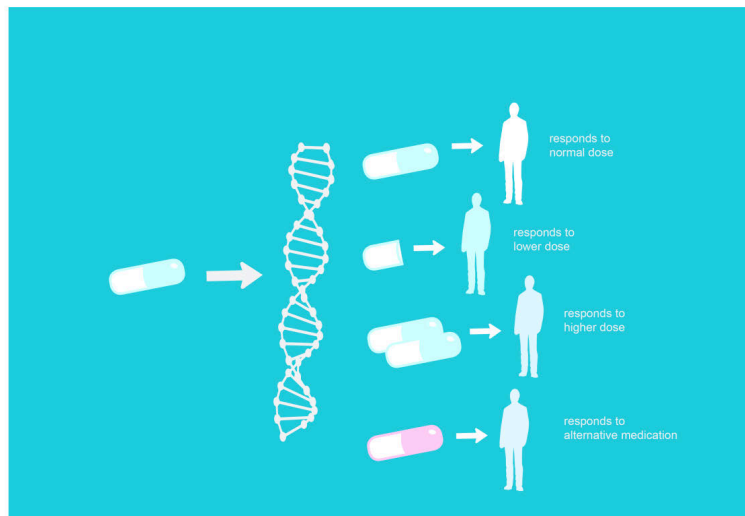 responds to
normal dose
responds to
lower dose
responds to
higher dose
responds to
alternative medication